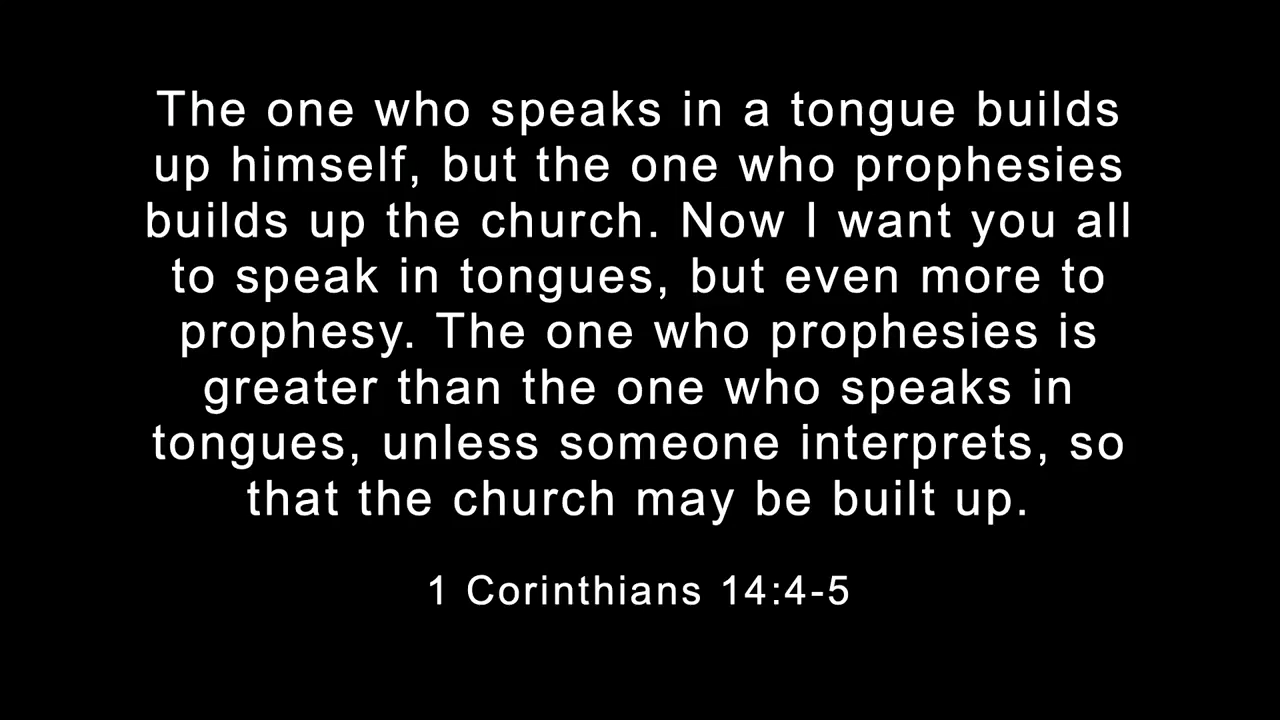 The one who speaks in a tongue builds
up himself, but the one who prophesies
builds up the church. Now I want you all
to speak in tongues, but even more to
prophesy. The one who prophesies is
greater than the one who speaks in
tongues, unless someone interprets, so
that the church may be built up.
1 Corinthians 14:4-5